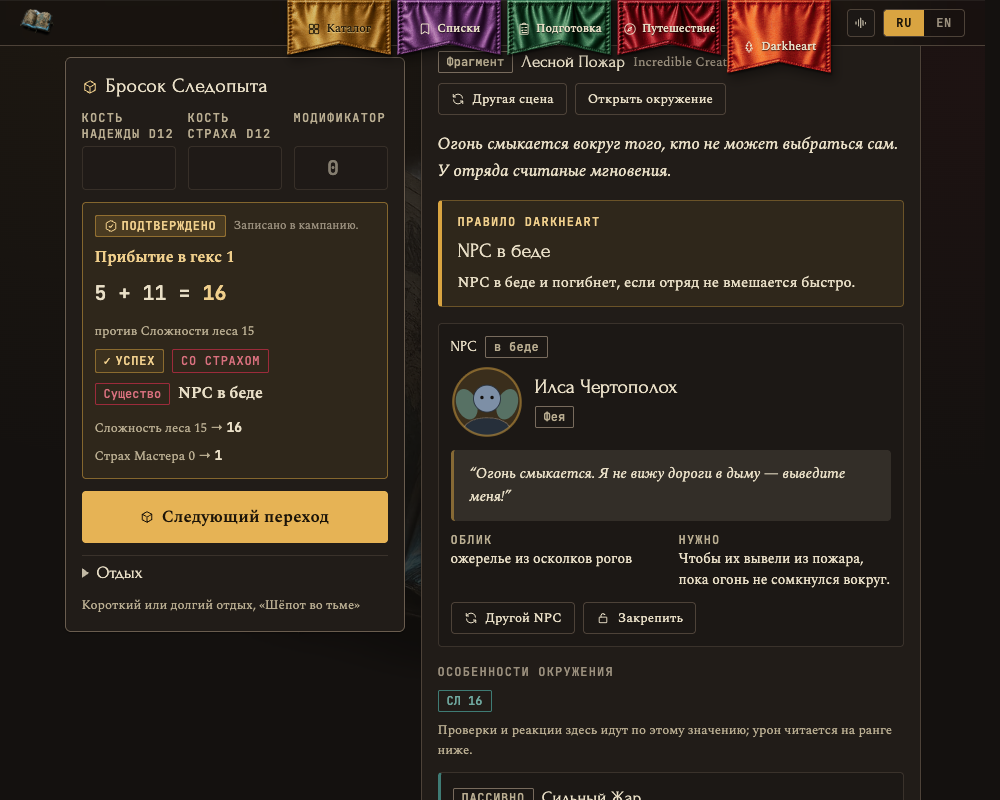 Каталог
Списки
Подготовка
Путешествие
Darkheart
RU
EN
Бросок Следопыта
КОСТЬ НАДЕЖДЫ D12
КОСТЬ СТРАХА D12
МОДИФИКАТОР
0
ПОДТВЕРЖДЕНО Записано в кампанию.
Прибытие в гекс 1
5 + 11 = 16
против Сложности леса 15
✓ УСПЕХ СО СТРАХОМ
Существо NPC в беде
Сложность леса 15 → 16
Страх Мастера 0 → 1
Следующий переход
Отдых
Короткий или долгий отдых, «Шёпот во тьме»
Фрагмент Лесной Пожар Incredible Creat
Другая сцена Открыть окружение
Огонь смыкается вокруг того, кто не может выбраться сам.
У отряда считаные мгновения.
ПРАВИЛО DARKHEART
NPC в беде
NPC в беде и погибнет, если отряд не вмешается быстро.
NPC в беде
Илса Чертополох
Фея
“Огонь смыкается. Я не вижу дороги в дыму — выведите
меня!”
ОБЛИК
ожерелье из осколков рогов
НУЖНО
Чтобы их вывели из пожара,
пока огонь не сомкнулся вокруг.
Другой NPC Закрепить
ОСОБЕННОСТИ ОКРУЖЕНИЯ
СЛ 16
Проверки и реакции здесь идут по этому значению; урон читается на ранге
ниже.
ПАССИВНО Сильный Жар